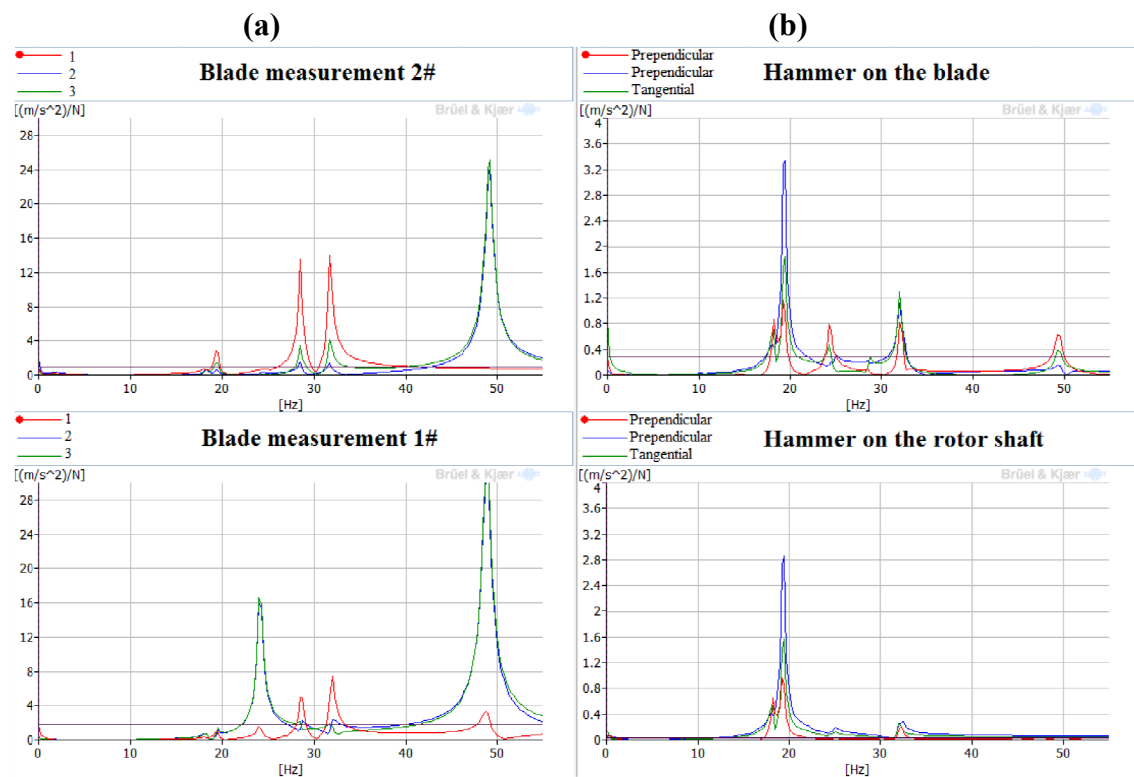 (a)
1
2
3
Blade measurement 2#
[(m/s^2)/N]
Brüel & Kjær
28
24
20
16
12
8
4
0
0 10 20 30 40 50
[Hz]
(b)
Prependicular
Prependicular
Tangential
Hammer on the blade
[(m/s^2)/N]
Brüel & Kjær
4
3.6
3.2
2.8
2.4
2
1.6
1.2
0.8
0.4
0
0 10 20 30 40 50
[Hz]
1
2
3
Blade measurement 1#
[(m/s^2)/N]
Brüel & Kjær
28
24
20
16
12
8
4
0
0 10 20 30 40 50
[Hz]
Prependicular
Prependicular
Tangential
Hammer on the rotor shaft
[(m/s^2)/N]
Brüel & Kjær
4
3.6
3.2
2.8
2.4
2
1.6
1.2
0.8
0.4
0
0 10 20 30 40 50
[Hz]